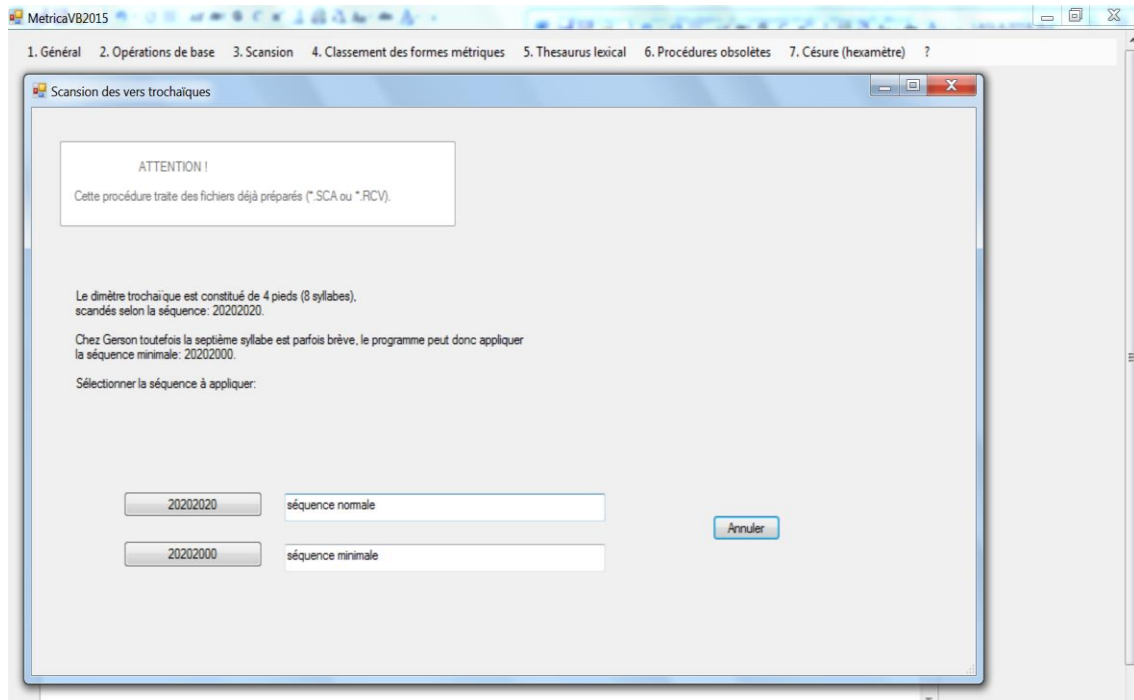 MetricaVB2015
1. Général 2. Opérations de base 3. Scansion 4. Classement des formes métriques 5. Thesaurus lexical 6. Procédures obsolètes 7. Césure (hexamètre) ?
Scansion des vers trochaïques
ATTENTION !
Cette procédure traite des fichiers déjà préparés (*.SCA ou *.RCV).
Le dimètre trochaïque est constitué de 4 pieds (8 syllabes),
scandés selon la séquence: 20202020.
Chez Gerson toutefois la septième syllabe est parfois brève, le programme peut donc appliquer
la séquence minimale: 20202000.
Sélectionner la séquence à appliquer:
20202020 séquence normale
Annuler
20202000 séquence minimale